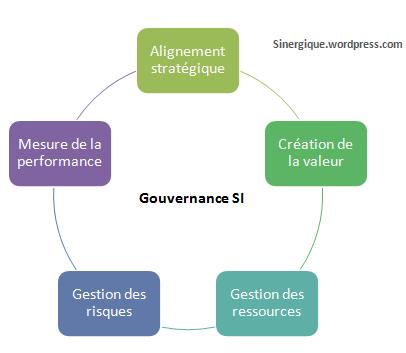 Sinergique.wordpress.com
Alignement
stratégique
Création de
la valeur
Gestion des
ressources
Gestion des
risques
Mesure de la
performance
Gouvernance SI